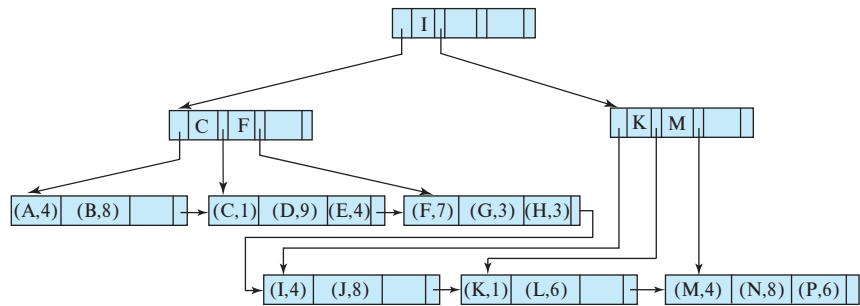 I
C F
K M
(A,4) (B,8) (C,1) (D,9) (E,4) (F,7) (G,3) (H,3)
(I,4) (J,8) (K,1) (L,6) (M,4) (N,8) (P,6)